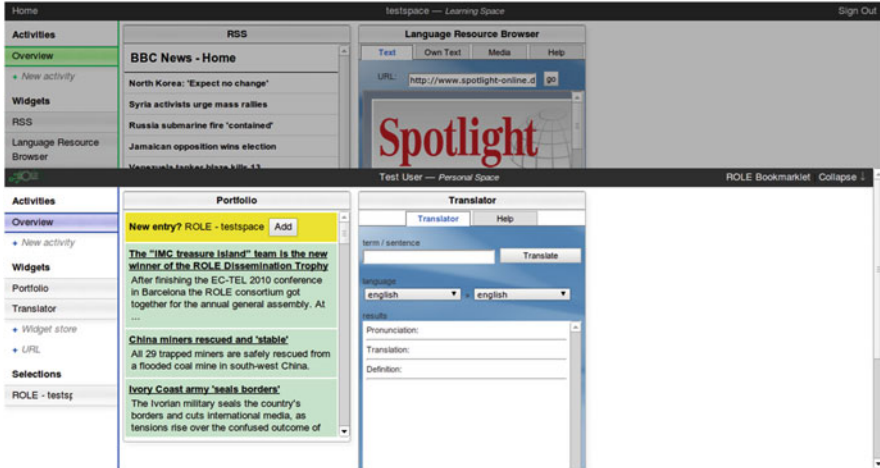 Home
testspace — Learning Space
Sign Out
Activities
Overview
+ New activity
Widgets
RSS
Language Resource
Browser
RSS
BBC News - Home
North Korea: 'Expect no change'
Syria activists urge mass rallies
Russia submarine fire 'contained'
Jamaican opposition wins election
Venezuela tanker blaze kills 13
Language Resource Browser
Text
Own Text
Media
Help
URL:
http://www.spotlight-online.d
go
Spotlight
ROLE
Test User — Personal Space
ROLE Bookmarklet
Collapse ↓
Activities
Overview
+ New activity
Widgets
Portfolio
Translator
+ Widget store
+ URL
Selections
ROLE - testsp
Portfolio
New entry? ROLE - testspace Add
The "IMC treasure island" team is the new
winner of the ROLE Dissemination Trophy
After finishing the EC-TEL 2010 conference
in Barcelona the ROLE consortium got
together for the annual general assembly. At
...
China miners rescued and 'stable'
All 29 trapped miners are safely rescued from
a flooded coal mine in south-west China.
Ivory Coast army 'seals borders'
The Ivorian military seals the country's
borders and cuts international media, as
tensions rise over the confused outcome of
Translator
Translator
Help
term / sentence
Translate
language
english » english
results
Pronunciation:
Translation:
Definition: